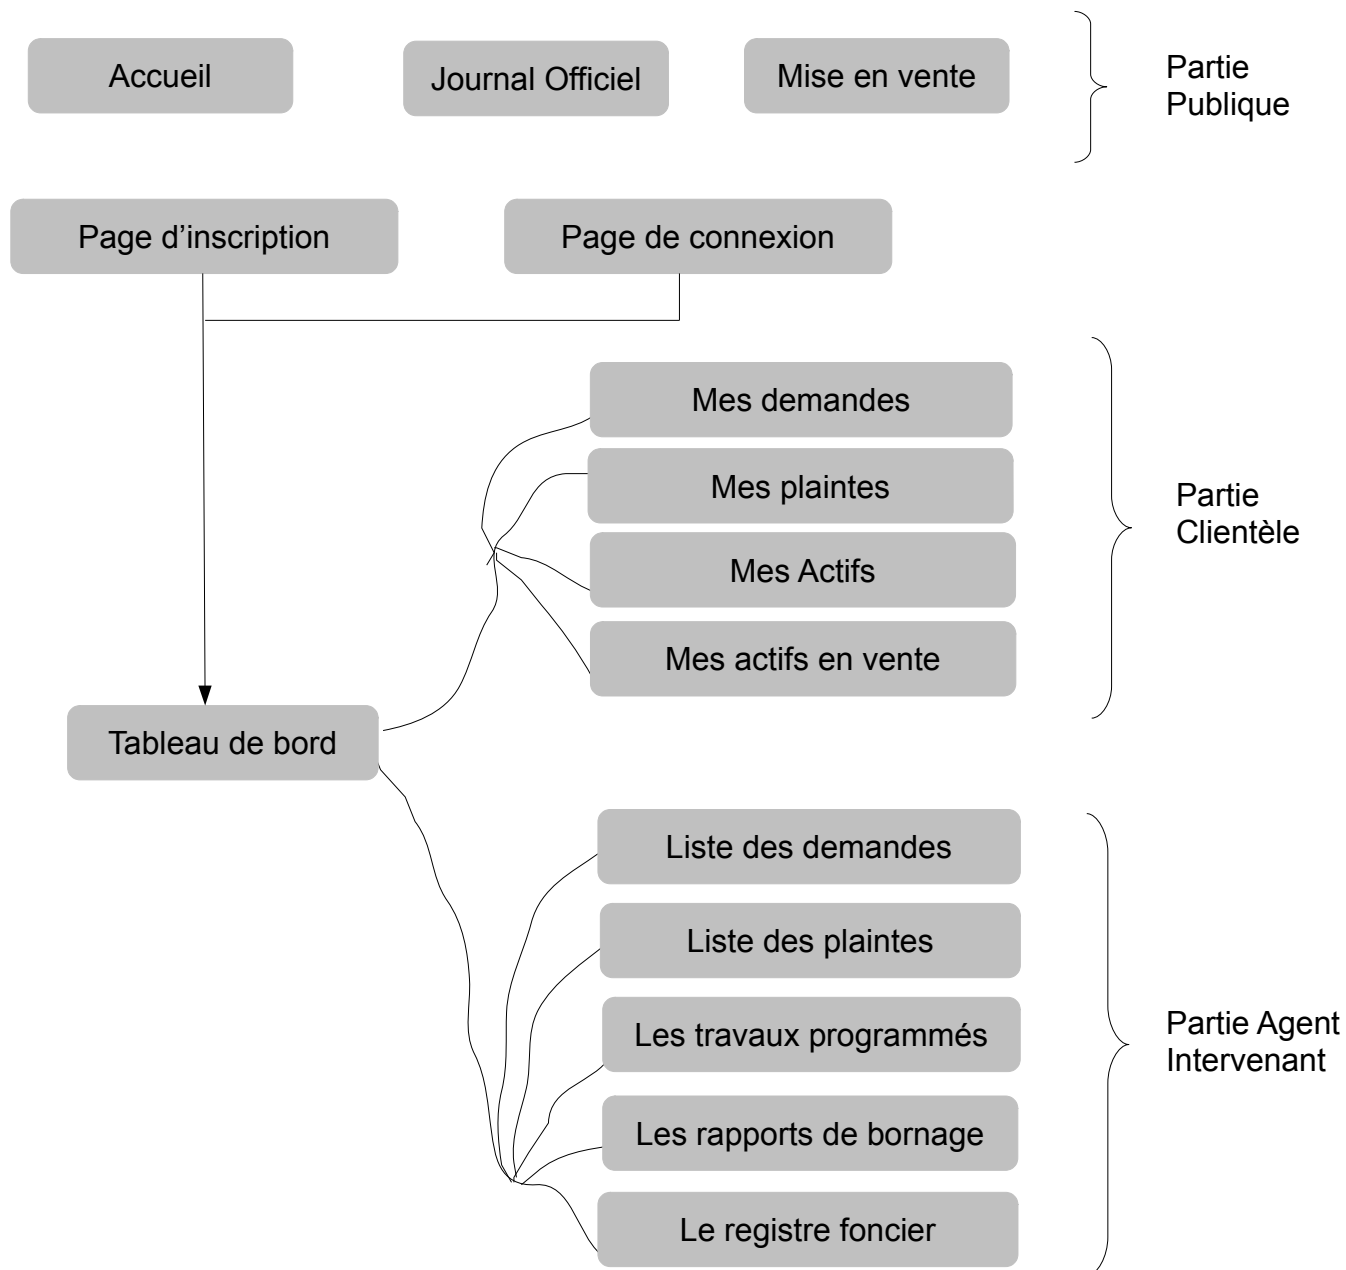 Accueil
Journal Officiel
Mise en vente
Partie
Publique
Page d’inscription
Page de connexion
Mes demandes
Mes plaintes
Mes Actifs
Mes actifs en vente
Partie
Clientèle
Tableau de bord
Liste des demandes
Liste des plaintes
Les travaux programmés
Les rapports de bornage
Le registre foncier
Partie Agent
Intervenant